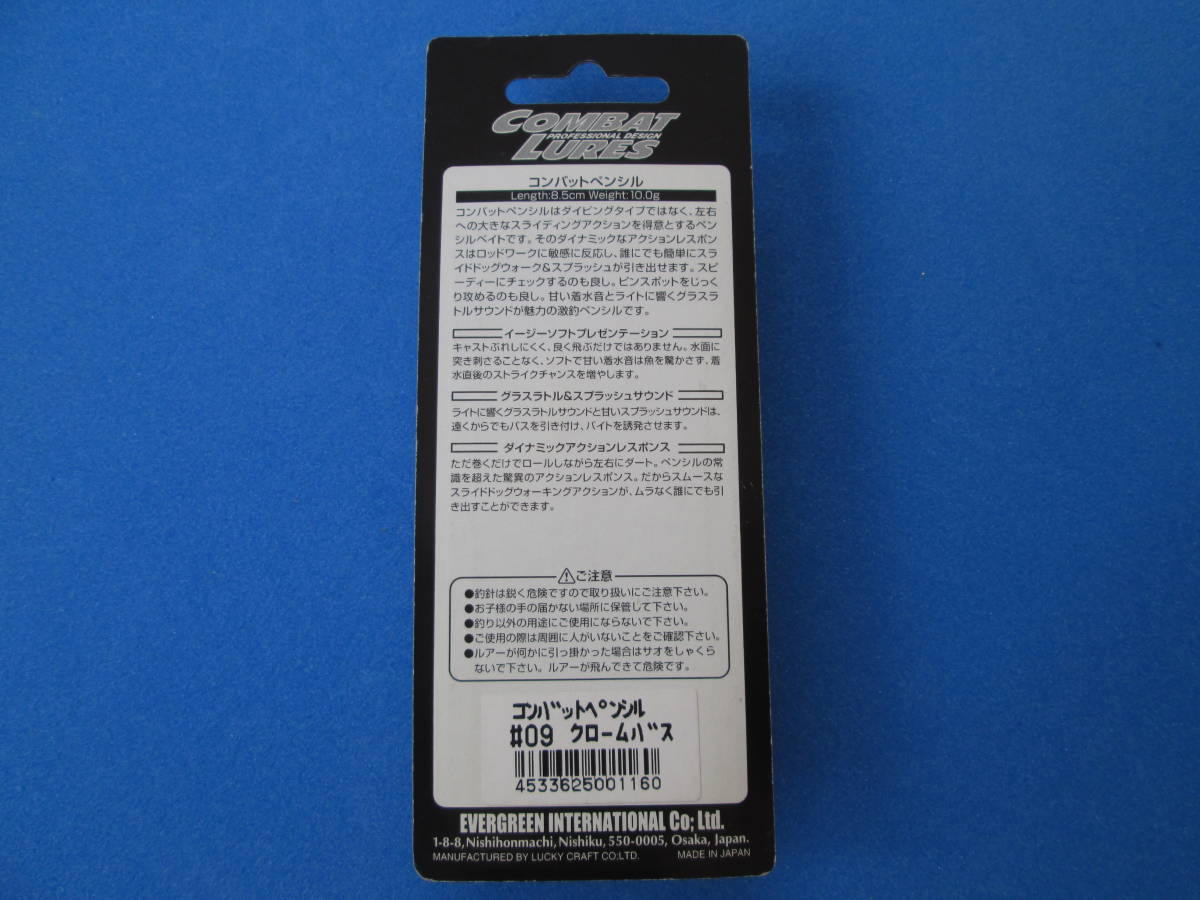 COMBAT
PROFESSIONAL DESIGN
LURES
コンバットペンシル
Length:8.5cm Weight:10.0g
コンバットペンシルはダイビングタイプではなく、左右
への大きなスライディングアクションを得意とするペン
シルベイトです。そのダイナミックなアクションレスポン
スはロッドワークに敏感に反応し、誰にでも簡単にスラ
イドドッグウォーク&スプラッシュが引き出せます。スピ
ーディーにチェックするのも良し。ピンスポットをじっく
り攻めるのも良し。甘い着水音とライトに響くグラスラ
トルサウンドが魅力の激釣ペンシルです。
イージーソフトプレゼンテーション
キャストぶれしにくく、良く飛ぶだけではありません。水面に
突き刺さることなく、ソフトで甘い着水音は魚を驚かさず、着
水直後のストライクチャンスを増やします。
グラスラトル&スプラッシュサウンド
ライトに響くグラスラトルサウンドと甘いスプラッシュサウンドは、
遠くからでもバスを引き付け、バイトを誘発させます。
ダイナミックアクションレスポンス
ただ巻くだけでロールしながら左右にダート。ペンシルの常
識を超えた驚異のアクションレスポンス。だからスムースな
スライドドッグウォーキングアクションが、ムラなく誰にでも引
き出すことができます。
ご注意
●釣針は鋭く危険ですので取り扱いにご注意下さい。
●お子様の手の届かない場所に保管して下さい。
●釣り以外の用途にご使用にならないで下さい。
●ご使用の際は周囲に人がいないことをご確認下さい。
●ルアーが何かに引っ掛かった場合はサオをしゃくら
ないで下さい。ルアーが飛んできて危険です。
コンバットペンシル
#09 クロームバス
4533625001160
EVERGREEN INTERNATIONAL Co; Ltd.
1-8-8, Nishihonmachi, Nishiku, 550-0005, Osaka, Japan.
MANUFACTURED BY LUCKY CRAFT CO;LTD. MADE IN JAPAN